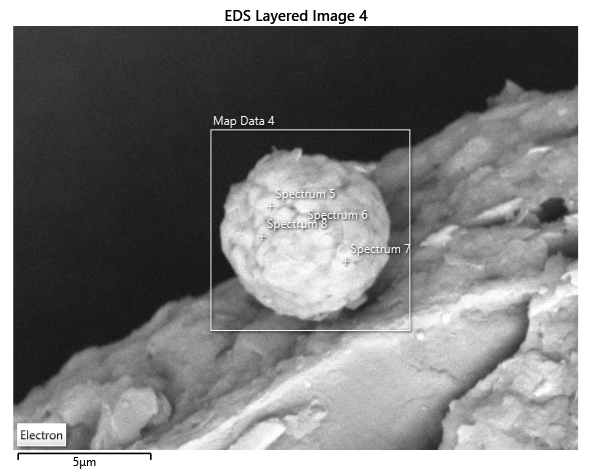 EDS Layered Image 4
Map Data 4
Spectrum 5
Spectrum 6
Spectrum 8
Spectrum 7
Electron
5µm